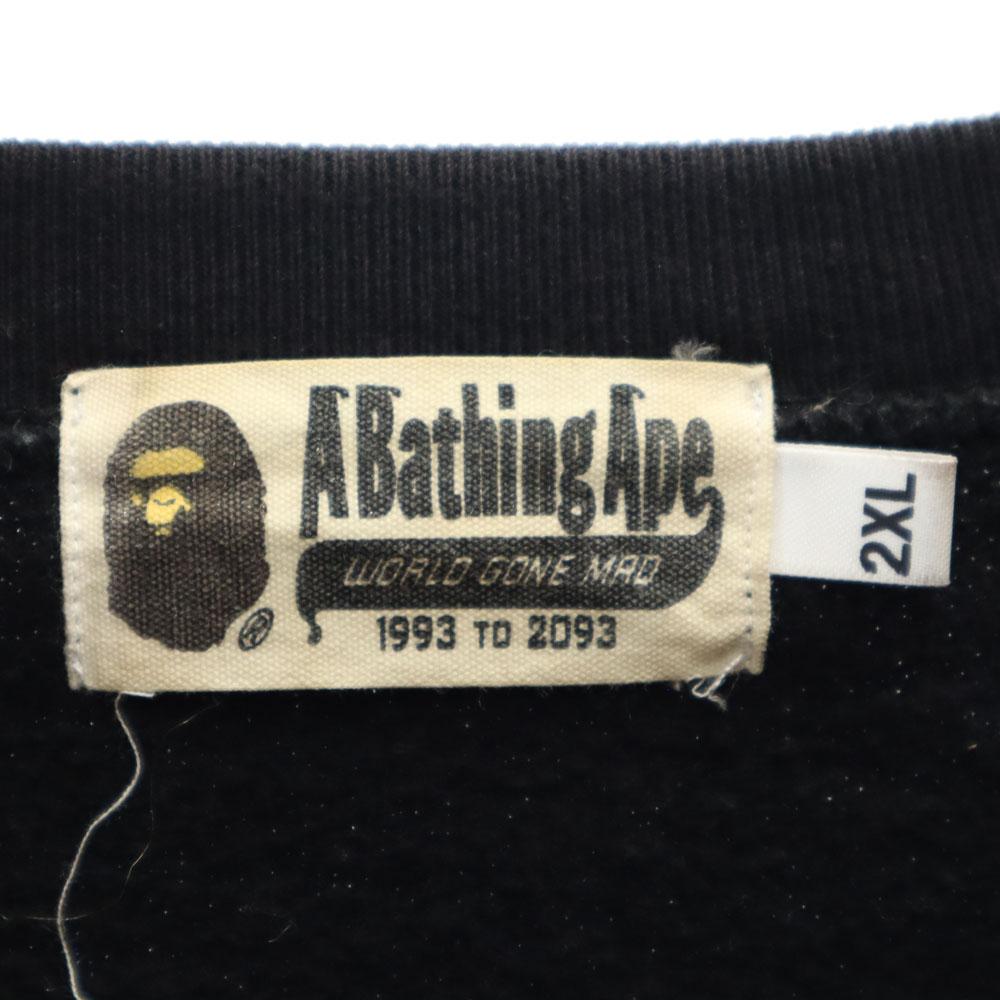 A Bathing Ape
WORLD GONE MAD
1993 TO 2093
®
2XL